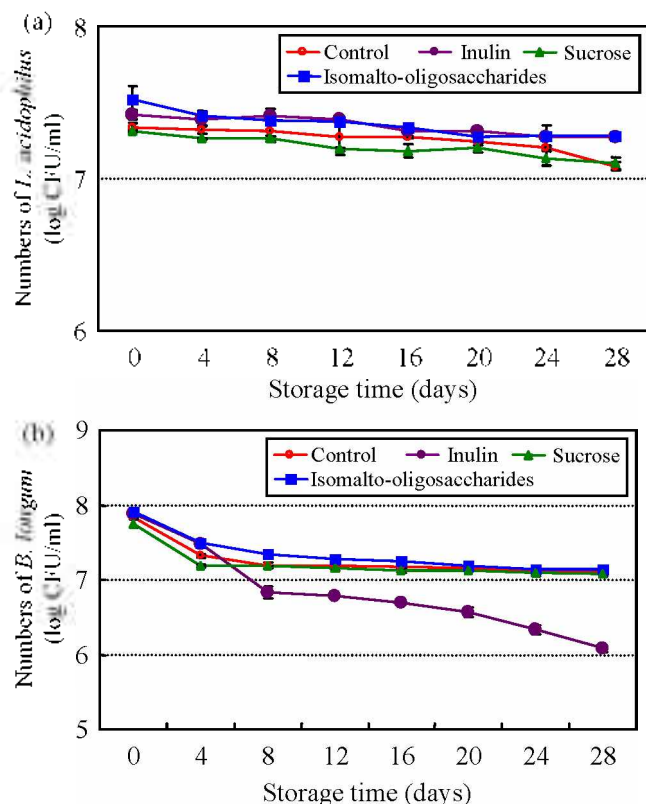 (a)
8
7
6
Numbers of L. acidophilus
(log CFU/ml)
Control Inulin Sucrose
Isomalto-oligosaccharides
0 4 8 12 16 20 24 28
Storage time (days)
(b)
9
8
7
6
5
Numbers of B. longum
(log CFU/ml)
Control Inulin Sucrose
Isomalto-oligosaccharides
0 4 8 12 16 20 24 28
Storage time (days)